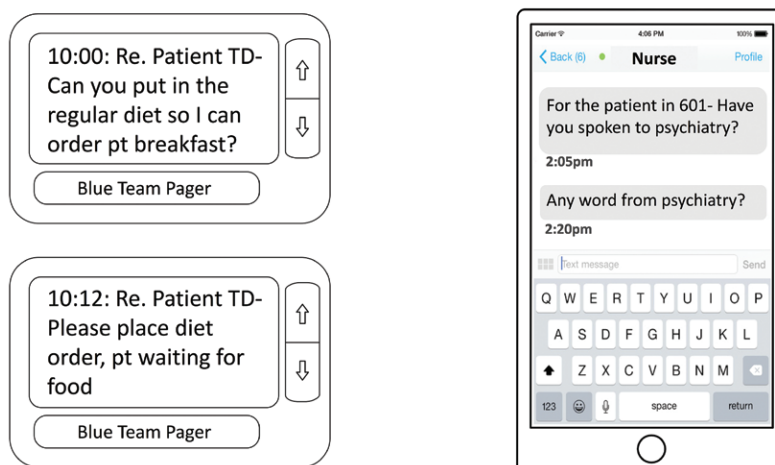 10:00: Re. Patient TD-
Can you put in the
regular diet so I can
order pt breakfast?
Blue Team Pager
10:12: Re. Patient TD-
Please place diet
order, pt waiting for
food
Blue Team Pager
Carrier 4:06 PM 100%
Back (6) Nurse Profile
For the patient in 601- Have
you spoken to psychiatry?
2:05pm
Any word from psychiatry?
2:20pm
Text message Send
Q W E R T Y U I O P
A S D F G H J K L
Z X C V B N M
123 space return